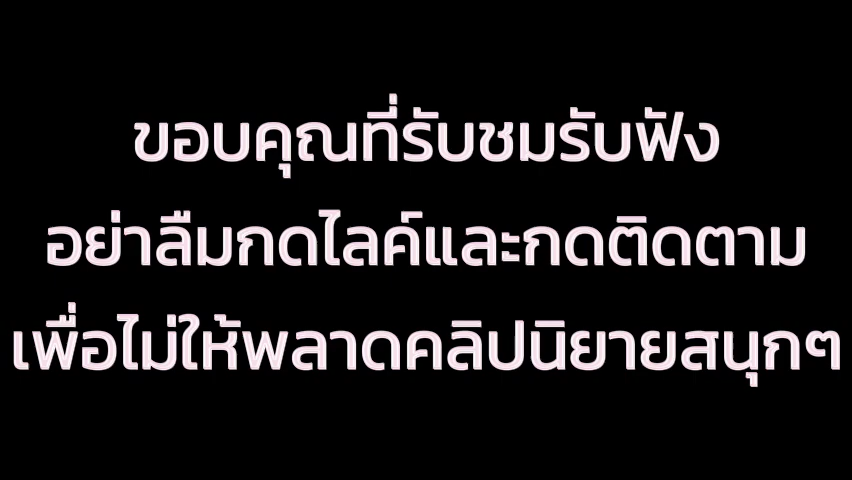 ขอบคุณที่รับชมรับฟัง
อย่าลืมกดไลค์และกดติดตาม
เพื่อไม่ให้พลาดคลิปนิยายสนุกๆ